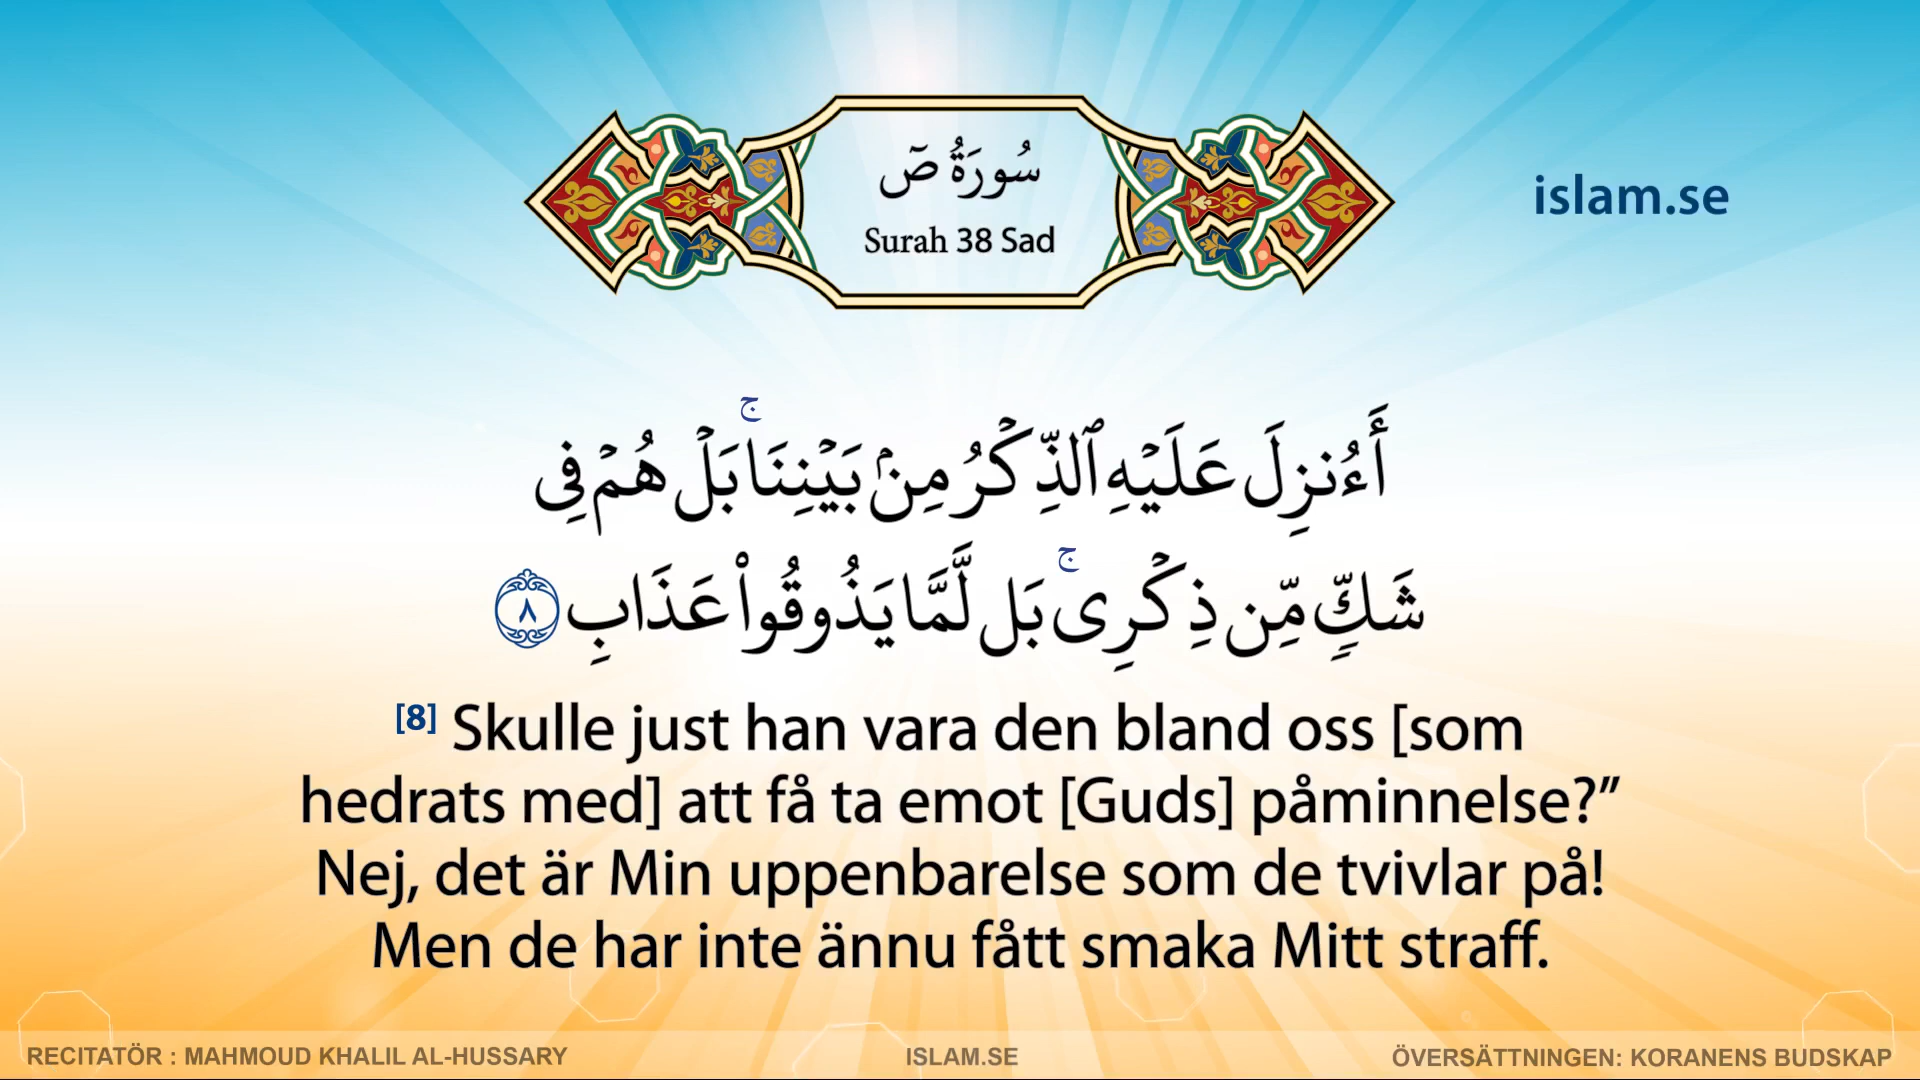 سُورَةُ صٓ
Surah 38 Sad
islam.se
أَءُنزِلَ عَلَيْهِ ٱلذِّكْرُ مِنۢ بَيْنِنَا ۚ بَلْ هُمْ فِى
شَكٍّ مِّن ذِكْرِى ۚ بَل لَّمَّا يَذُوقُوا۟ عَذَابِ ٨
[8] Skulle just han vara den bland oss [som
hedrats med] att få ta emot [Guds] påminnelse?”
Nej, det är Min uppenbarelse som de tvivlar på!
Men de har inte ännu fått smaka Mitt straff.
RECITATÖR : MAHMOUD KHALIL AL-HUSSARY
ISLAM.SE
ÖVERSÄTTNINGEN: KORANENS BUDSKAP